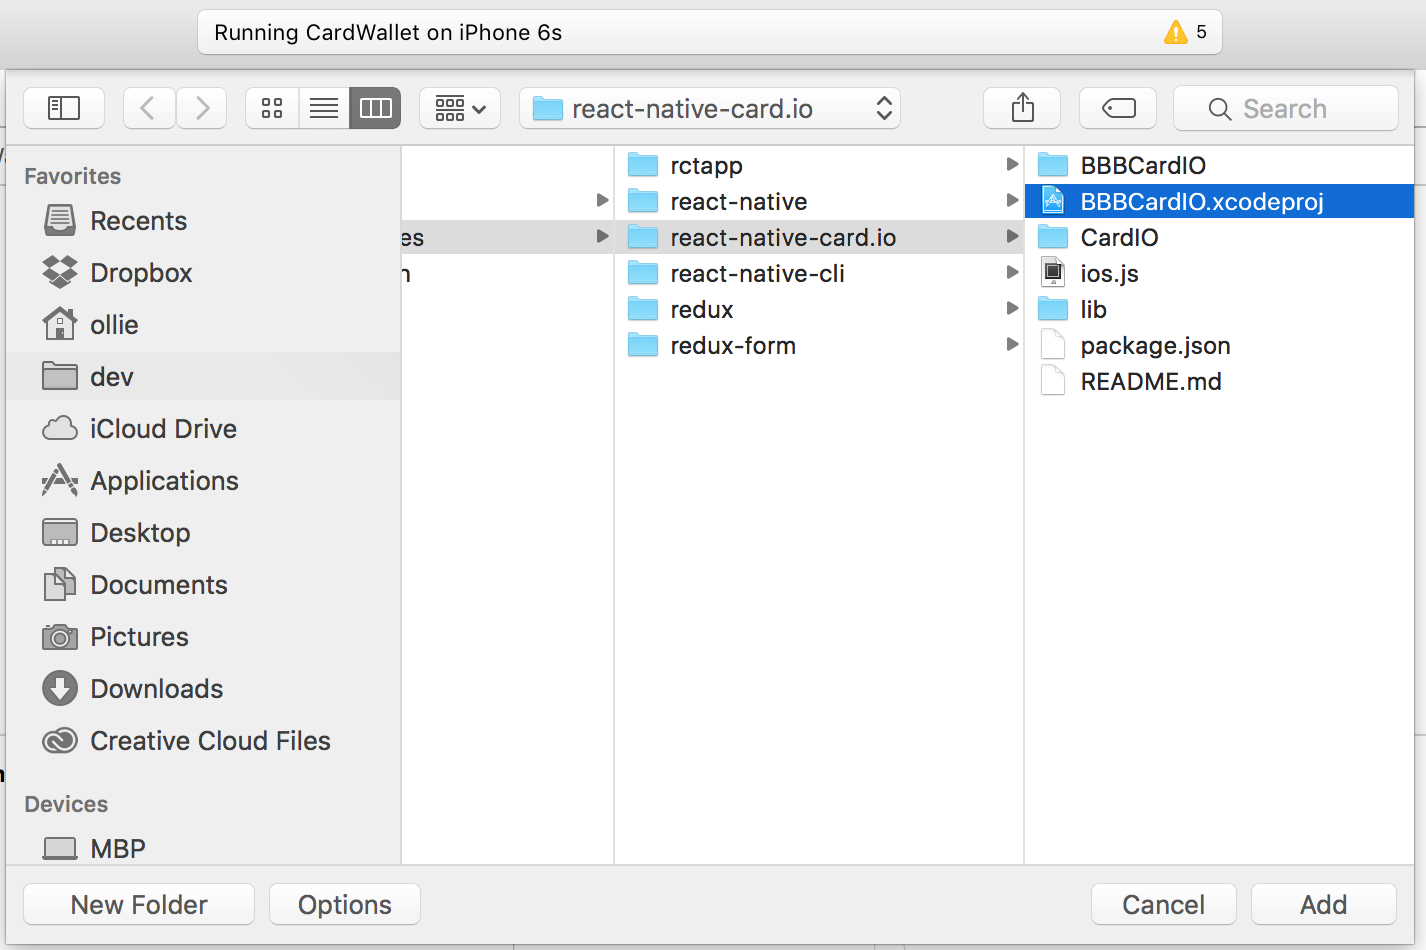 Running CardWallet on iPhone 6s
5
react-native-card.io
Search
Favorites
Recents
Dropbox
ollie
dev
iCloud Drive
Applications
Desktop
Documents
Pictures
Downloads
Creative Cloud Files
Devices
MBP
es
rctapp
react-native
react-native-card.io
react-native-cli
redux
redux-form
BBBCardIO
BBBCardIO.xcodeproj
CardIO
ios.js
lib
package.json
README.md
New Folder
Options
Cancel
Add